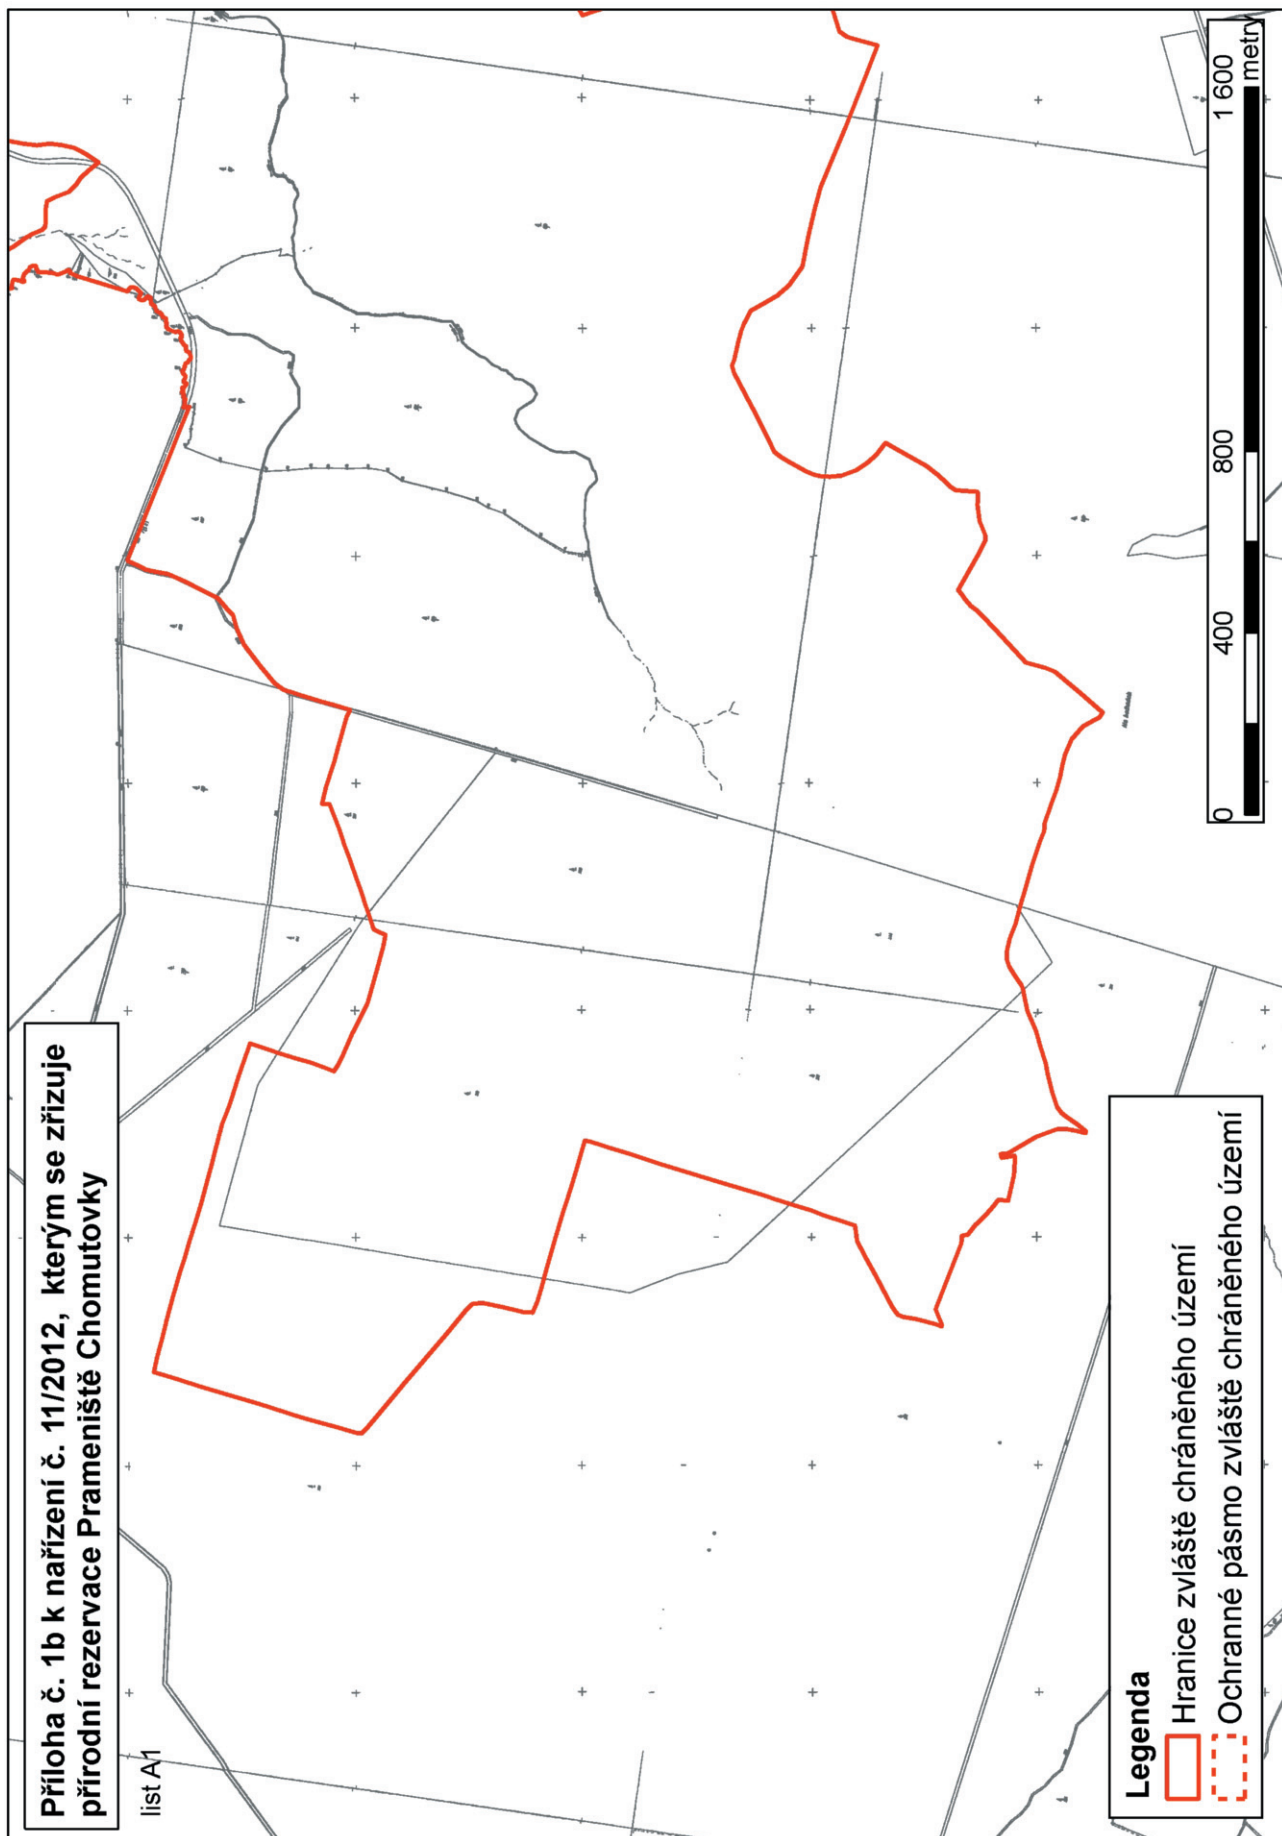 Příloha č. 1b k nařízení č. 11/2012, kterým se zřizuje
přírodní rezervace Prameniště Chomutovky
list A1
Legenda
Hranice zvláště chráněného území
Ochranné pásmo zvláště chráněného území
0 400 800 1 600
metry